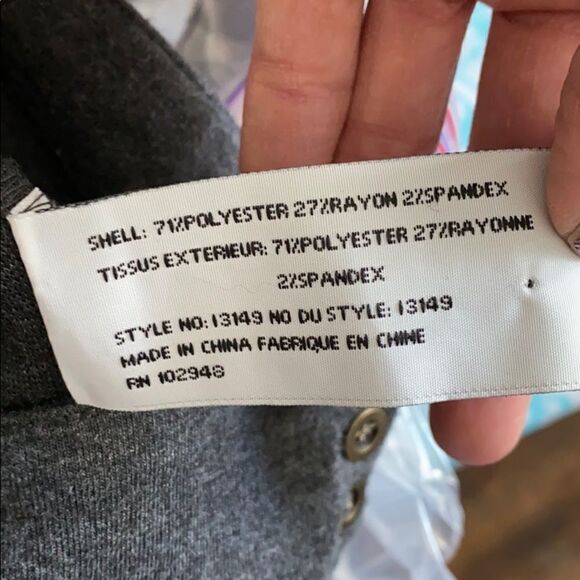 SHELL: 71%POLYESTER 27%RAYON 2%SPANDEX
TISSUS EXTERIEUR: 71%POLYESTER 27%RAYONNE
2%SPANDEX
STYLE NO: 13149 NO DU STYLE: 13149
MADE IN CHINA FABRIQUE EN CHINE
RN 102948